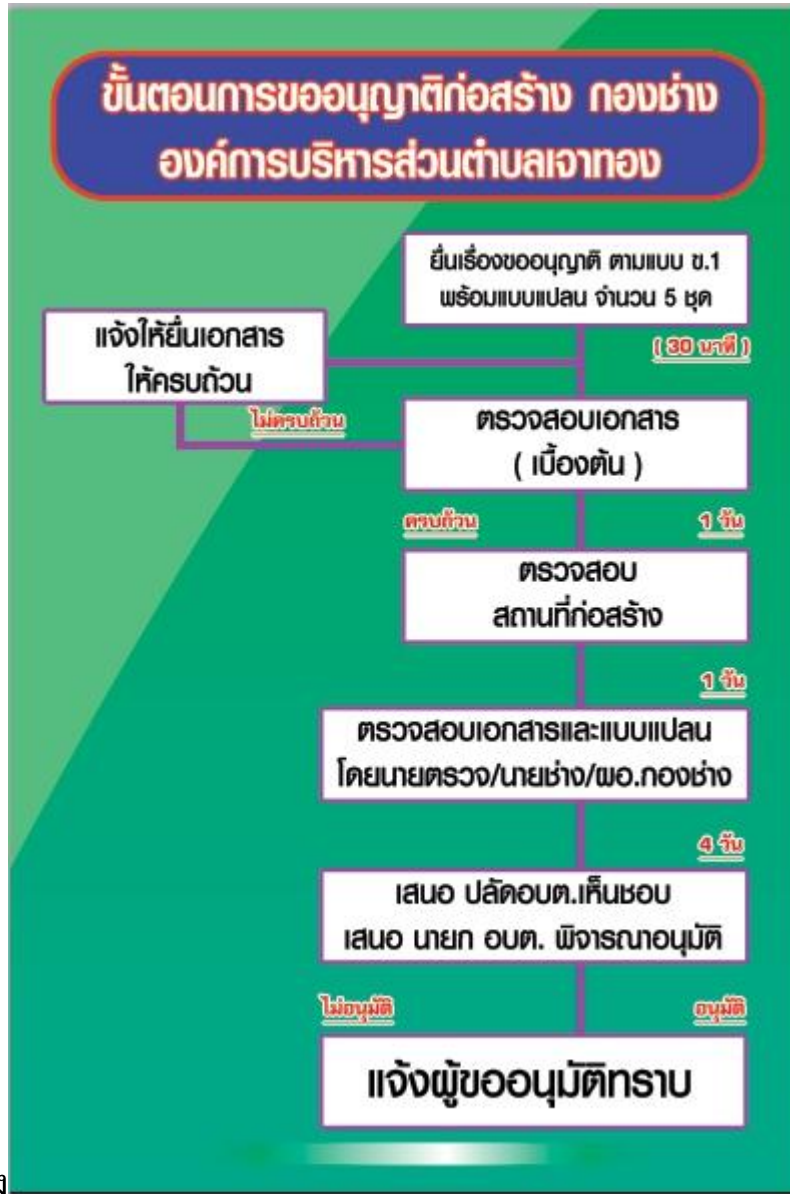 ขั้นตอนการขออนุญาติก่อสร้าง กองช่าง
องค์การบริหารส่วนตำบลเจาทอง
ยื่นเรื่องขออนุญาติ ตามแบบ ข.1
พร้อมแบบแปลน จำนวน 5 ชุด
( 30 นาที )
แจ้งให้ยื่นเอกสาร
ให้ครบถ้วน
ไม่ครบถ้วน
ตรวจสอบเอกสาร
( เบื้องต้น )
ครบถ้วน
1 วัน
ตรวจสอบ
สถานที่ก่อสร้าง
1 วัน
ตรวจสอบเอกสารและแบบแปลน
โดยนายตรวจ/นายช่าง/ผอ.กองช่าง
4 วัน
เสนอ ปลัดอบต.เห็นชอบ
เสนอ นายก อบต. พิจารณาอนุมัติ
ไม่อนุมัติ
อนุมัติ
แจ้งผู้ขออนุมัติทราบ